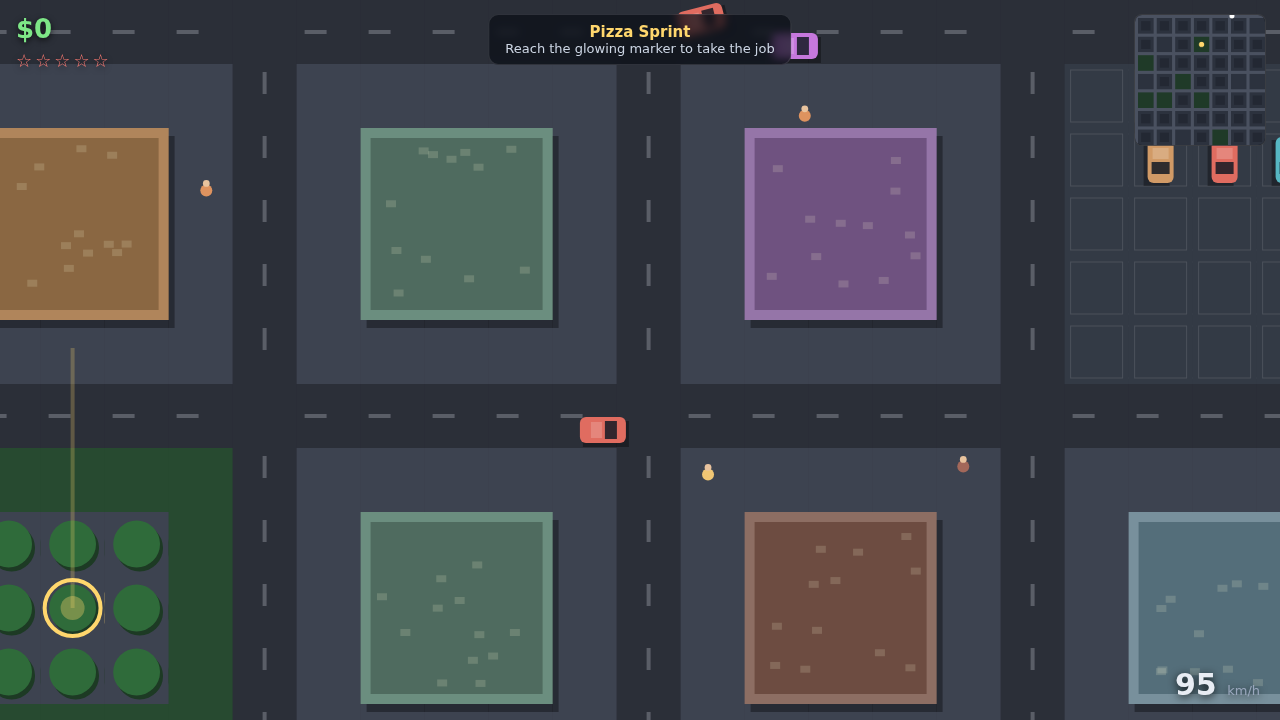 $0
☆☆☆☆☆
Pizza Sprint
Reach the glowing marker to take the job
95 km/h